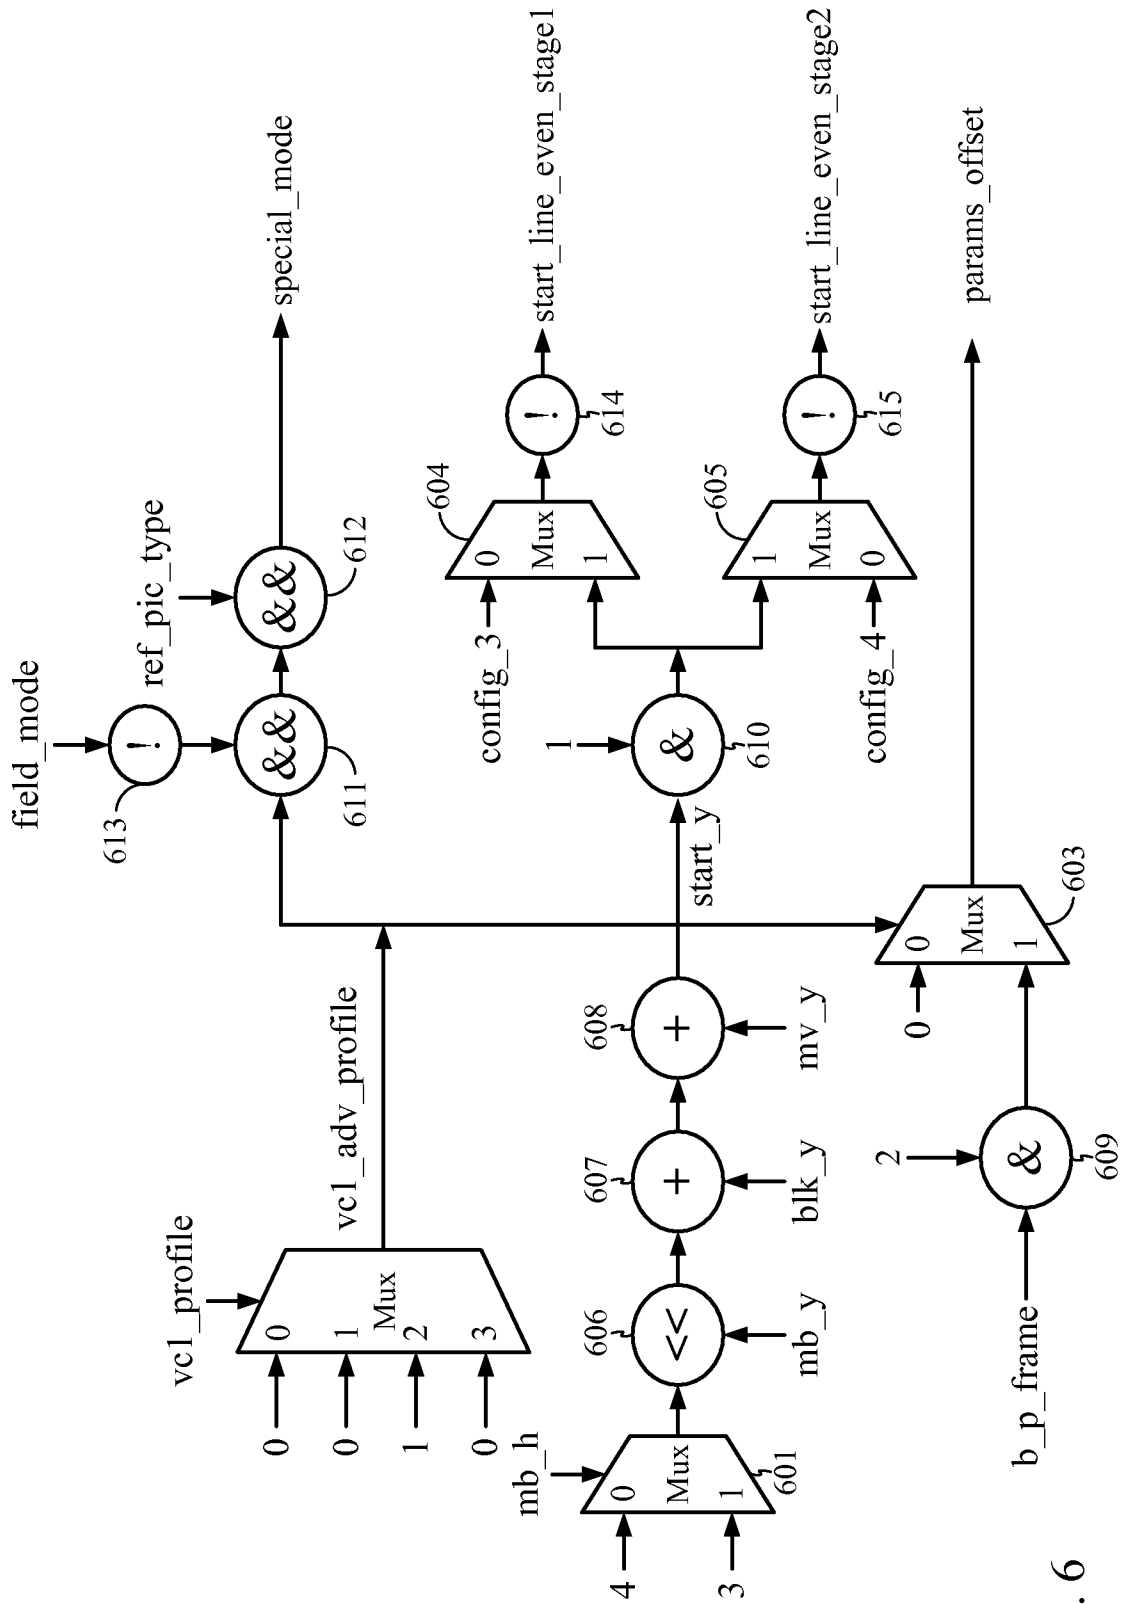 field_mode
613
!
ref_pic_type
&&
611
&&
612
special_mode
vc1_profile
0
0
0
1
1
2
0
3
Mux
vc1_adv_profile
mb_h
4
0
3
1
Mux
601
<<
606
mb_y
+
607
blk_y
+
608
mv_y
start_y
1
&
610
config_3
0
Mux
1
604
!
614
start_line_even_stage1
config_4
1
Mux
0
605
!
615
start_line_even_stage2
b_p_frame
2
&
609
0
0
Mux
1
603
params_offset
. 6